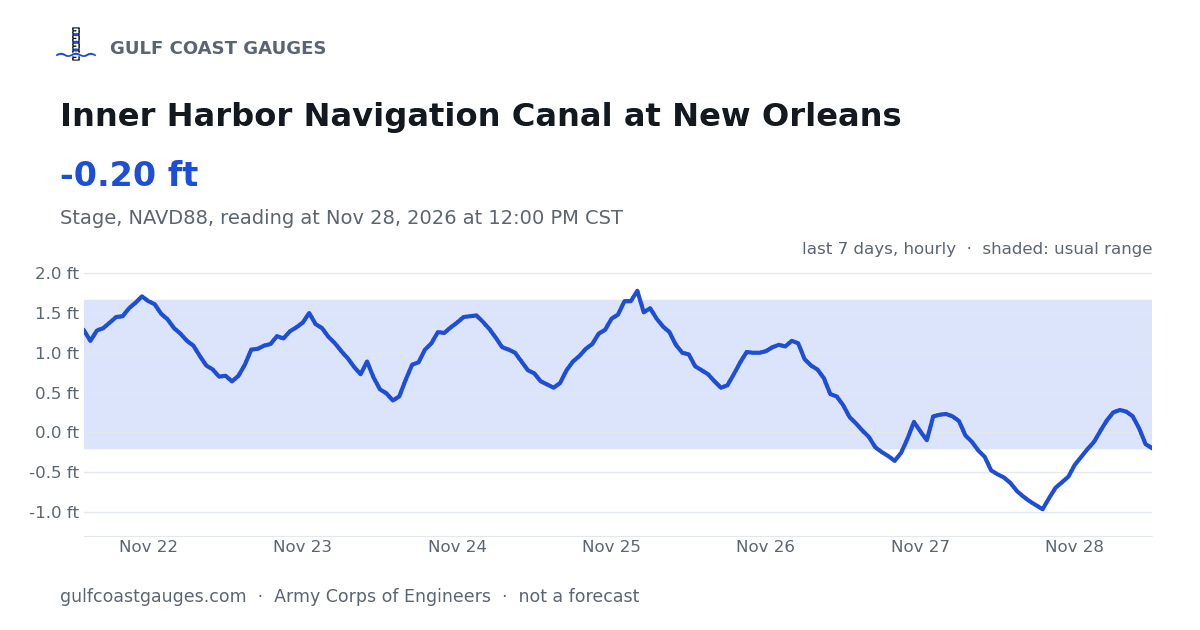 GULF COAST GAUGES
Inner Harbor Navigation Canal at New Orleans
-0.20 ft
Stage, NAVD88, reading at Nov 28, 2026 at 12:00 PM CST
last 7 days, hourly · shaded: usual range
2.0 ft
1.5 ft
1.0 ft
0.5 ft
0.0 ft
-0.5 ft
-1.0 ft
Nov 22 Nov 23 Nov 24 Nov 25 Nov 26 Nov 27 Nov 28
gulfcoastgauges.com · Army Corps of Engineers · not a forecast